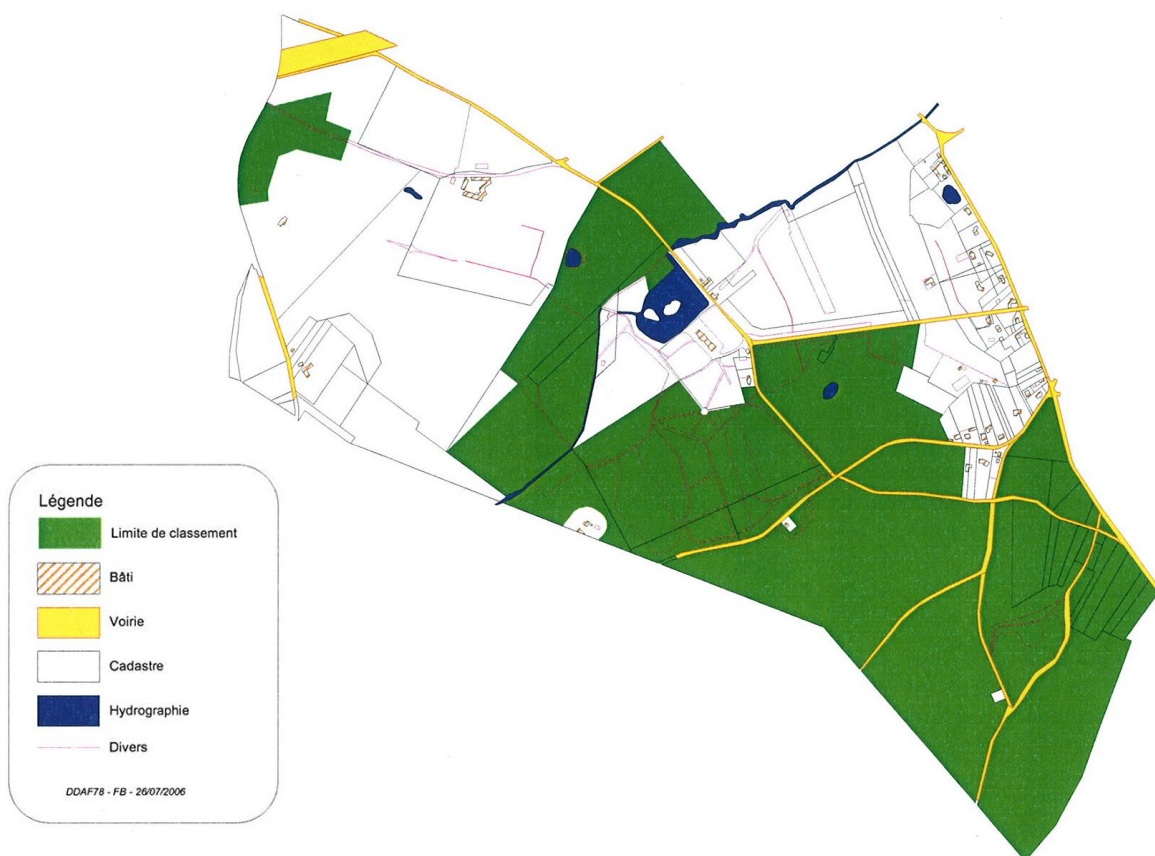 Légende
Limite de classement
Bâti
Voirie
Cadastre
Hydrographie
Divers
DDAF78 - FB - 26/07/2006